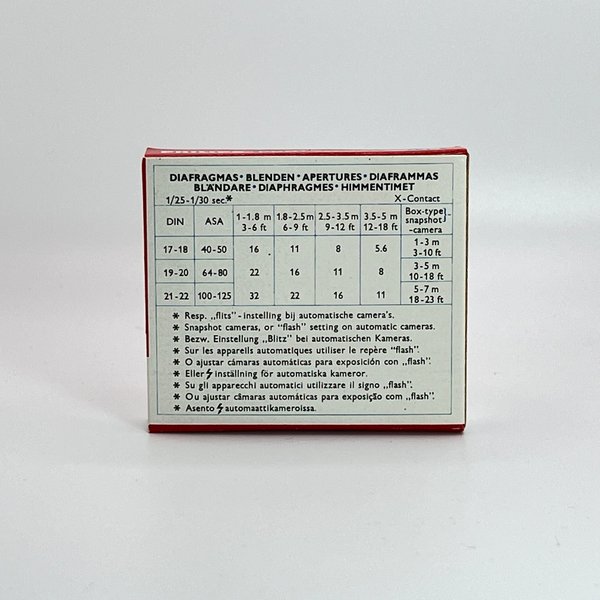 DIAFRAGMAS • BLENDEN • APERTURES • DIAFRAMMAS
BLÄNDARE • DIAPHRAGMES • HIMMENTIMET
1/25-1/30 sec.* X-Contact
DIN ASA 1-1.8 m 3-6 ft 1.8-2.5 m 6-9 ft 2.5-3.5 m 9-12 ft 3.5-5 m 12-18 ft Box-type snapshot}- -camera
17-18 40-50 16 11 8 5.6 1-3 m 3-10 ft
19-20 64-80 22 16 11 8 3-5 m 10-18 ft
21-22 100-125 32 22 16 11 5-7 m 18-23 ft
* Resp. „flits" - instelling bij automatische camera's.
* Snapshot cameras, or "flash" setting on automatic cameras.
* Bezw. Einstellung „Blitz" bei automatischen Kameras.
* Sur les appareils automatiques utiliser le repère "flash".
* O ajustar cámaras automáticas para exposición con „flash".
* Eller ϟ inställning för automatiska kameror.
* Su gli apparecchi automatici utilizzare il signo „flash".
* Ou ajustar câmaras automáticas para exposição com „flash".
* Asento ϟ automaattikameroissa.